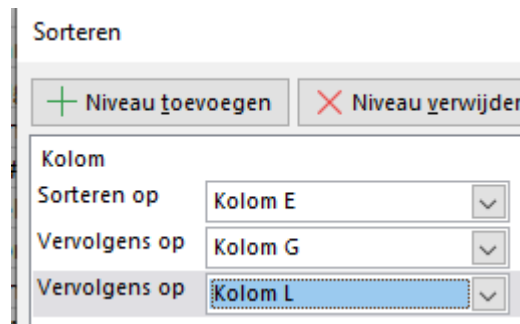 Sorteren
Niveau toevoegen Niveau verwijder
Kolom
Sorteren op Kolom E
Vervolgens op Kolom G
Vervolgens op Kolom L